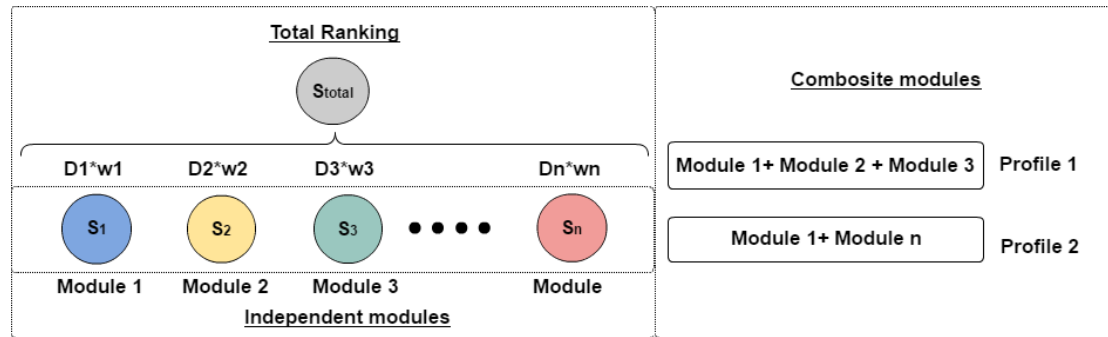 Total Ranking
Stotal
D1*w1 D2*w2 D3*w3 Dn*wn
S1 S2 S3 Sn
Module 1 Module 2 Module 3 Module
Independent modules
Combosite modules
Module 1+ Module 2 + Module 3 Profile 1
Module 1+ Module n Profile 2